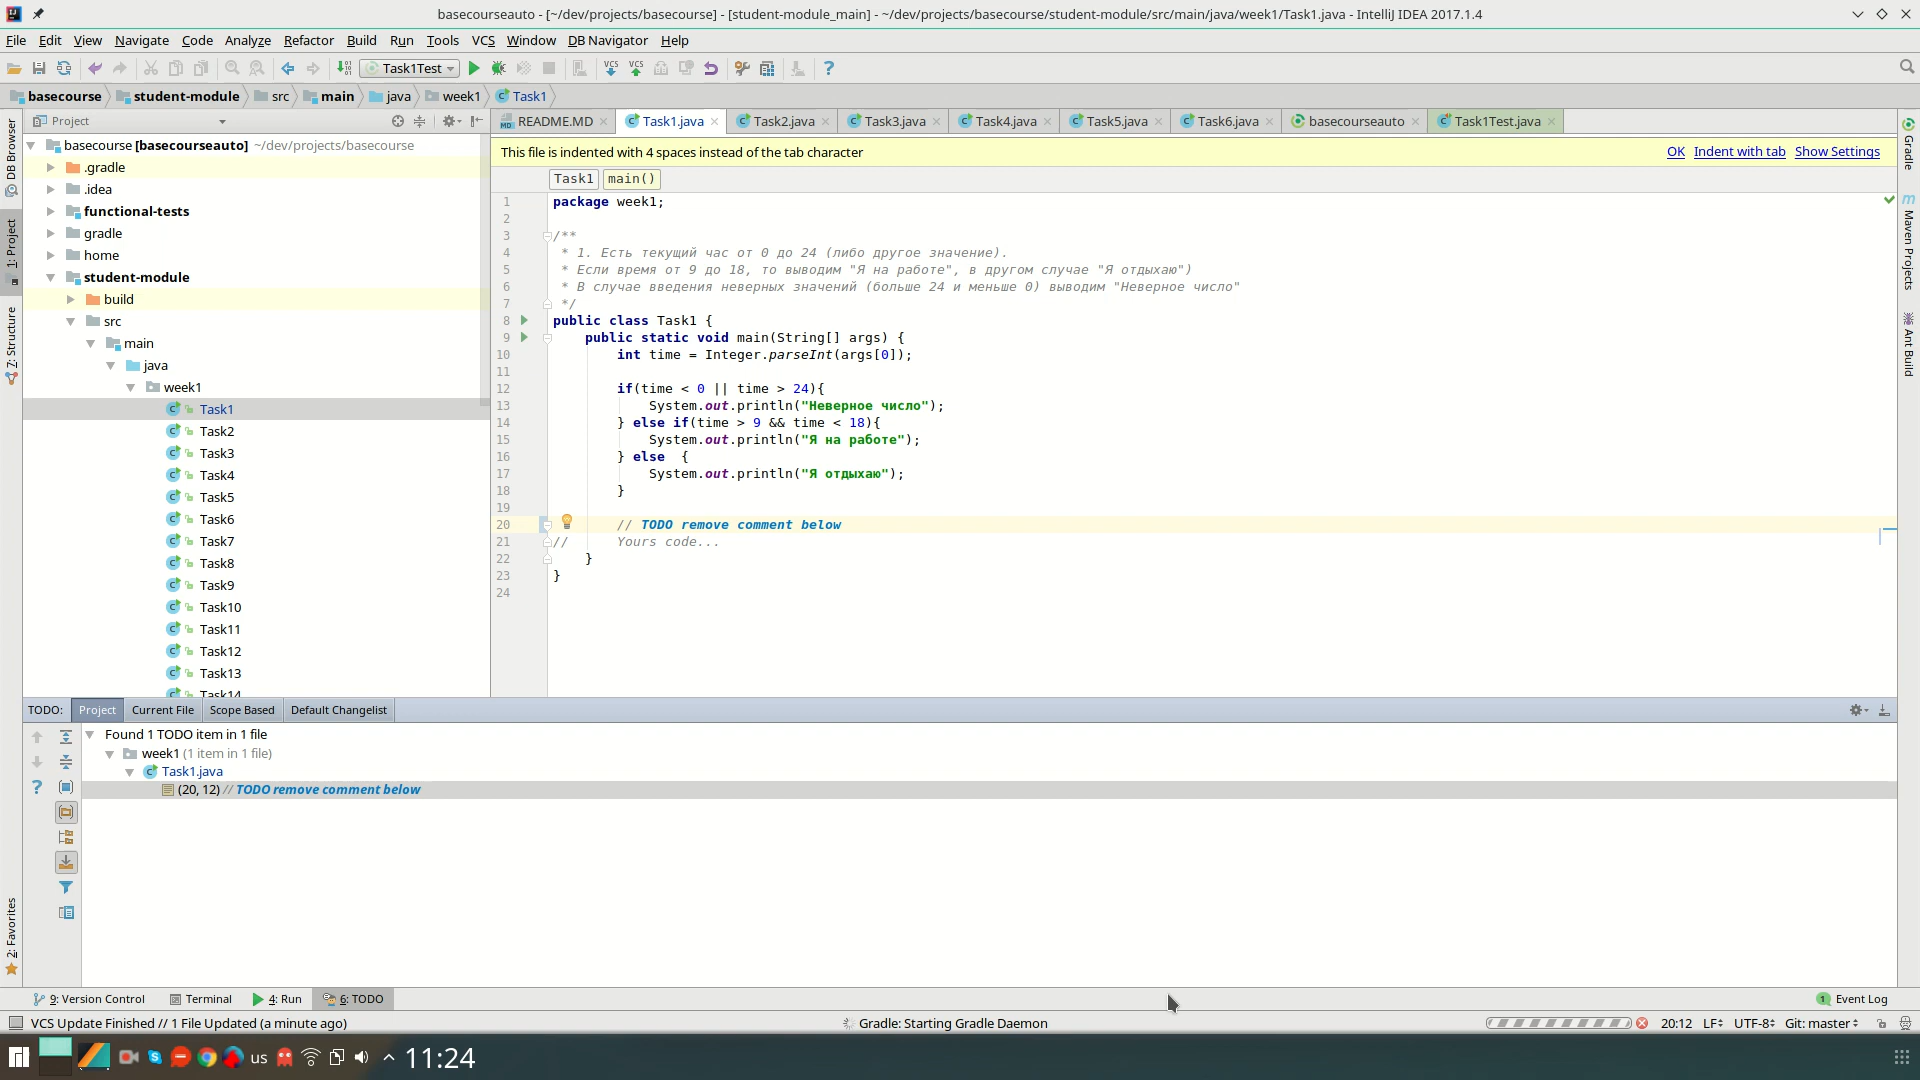 basecourseauto - [~/dev/projects/basecourse] - [student-module_main] - ~/dev/projects/basecourse/student-module/src/main/java/week1/Task1.java - IntelliJ IDEA 2017.1.4
File Edit View Navigate Code Analyze Refactor Build Run Tools VCS Window DB Navigator Help
Task1Test
VCS VCS
basecourse student-module src main java week1 Task1
Project
README.MD Task1.java Task2.java Task3.java Task4.java Task5.java Task6.java basecourseauto Task1Test.java
DB Browser
1: Project
7: Structure
2: Favorites
basecourse [basecourseauto] ~/dev/projects/basecourse
.gradle
.idea
functional-tests
gradle
home
student-module
build
src
main
java
week1
Task1
Task2
Task3
Task4
Task5
Task6
Task7
Task8
Task9
Task10
Task11
Task12
Task13
Task14
This file is indented with 4 spaces instead of the tab character OK Indent with tab Show Settings
Task1 main()
1 package week1;
2
3 /**
4 * 1. Есть текущий час от 0 до 24 (либо другое значение).
5 * Если время от 9 до 18, то выводим "Я на работе", в другом случае "Я отдыхаю")
6 * В случае введения неверных значений (больше 24 и меньше 0) выводим "Неверное число"
7 */
8 public class Task1 {
9 public static void main(String[] args) {
10 int time = Integer.parseInt(args[0]);
11
12 if(time < 0 || time > 24){
13 System.out.println("Неверное число");
14 } else if(time > 9 && time < 18){
15 System.out.println("Я на работе");
16 } else {
17 System.out.println("Я отдыхаю");
18 }
19
20 // TODO remove comment below
21 // Yours code...
22 }
23 }
24
Gradle
Maven Projects
Ant Build
TODO: Project Current File Scope Based Default Changelist
Found 1 TODO item in 1 file
week1 (1 item in 1 file)
Task1.java
(20, 12) // TODO remove comment below
9: Version Control Terminal 4: Run 6: TODO 1 Event Log
VCS Update Finished // 1 File Updated (a minute ago) Gradle: Starting Gradle Daemon 20:12 LF UTF-8 Git: master
us 11:24